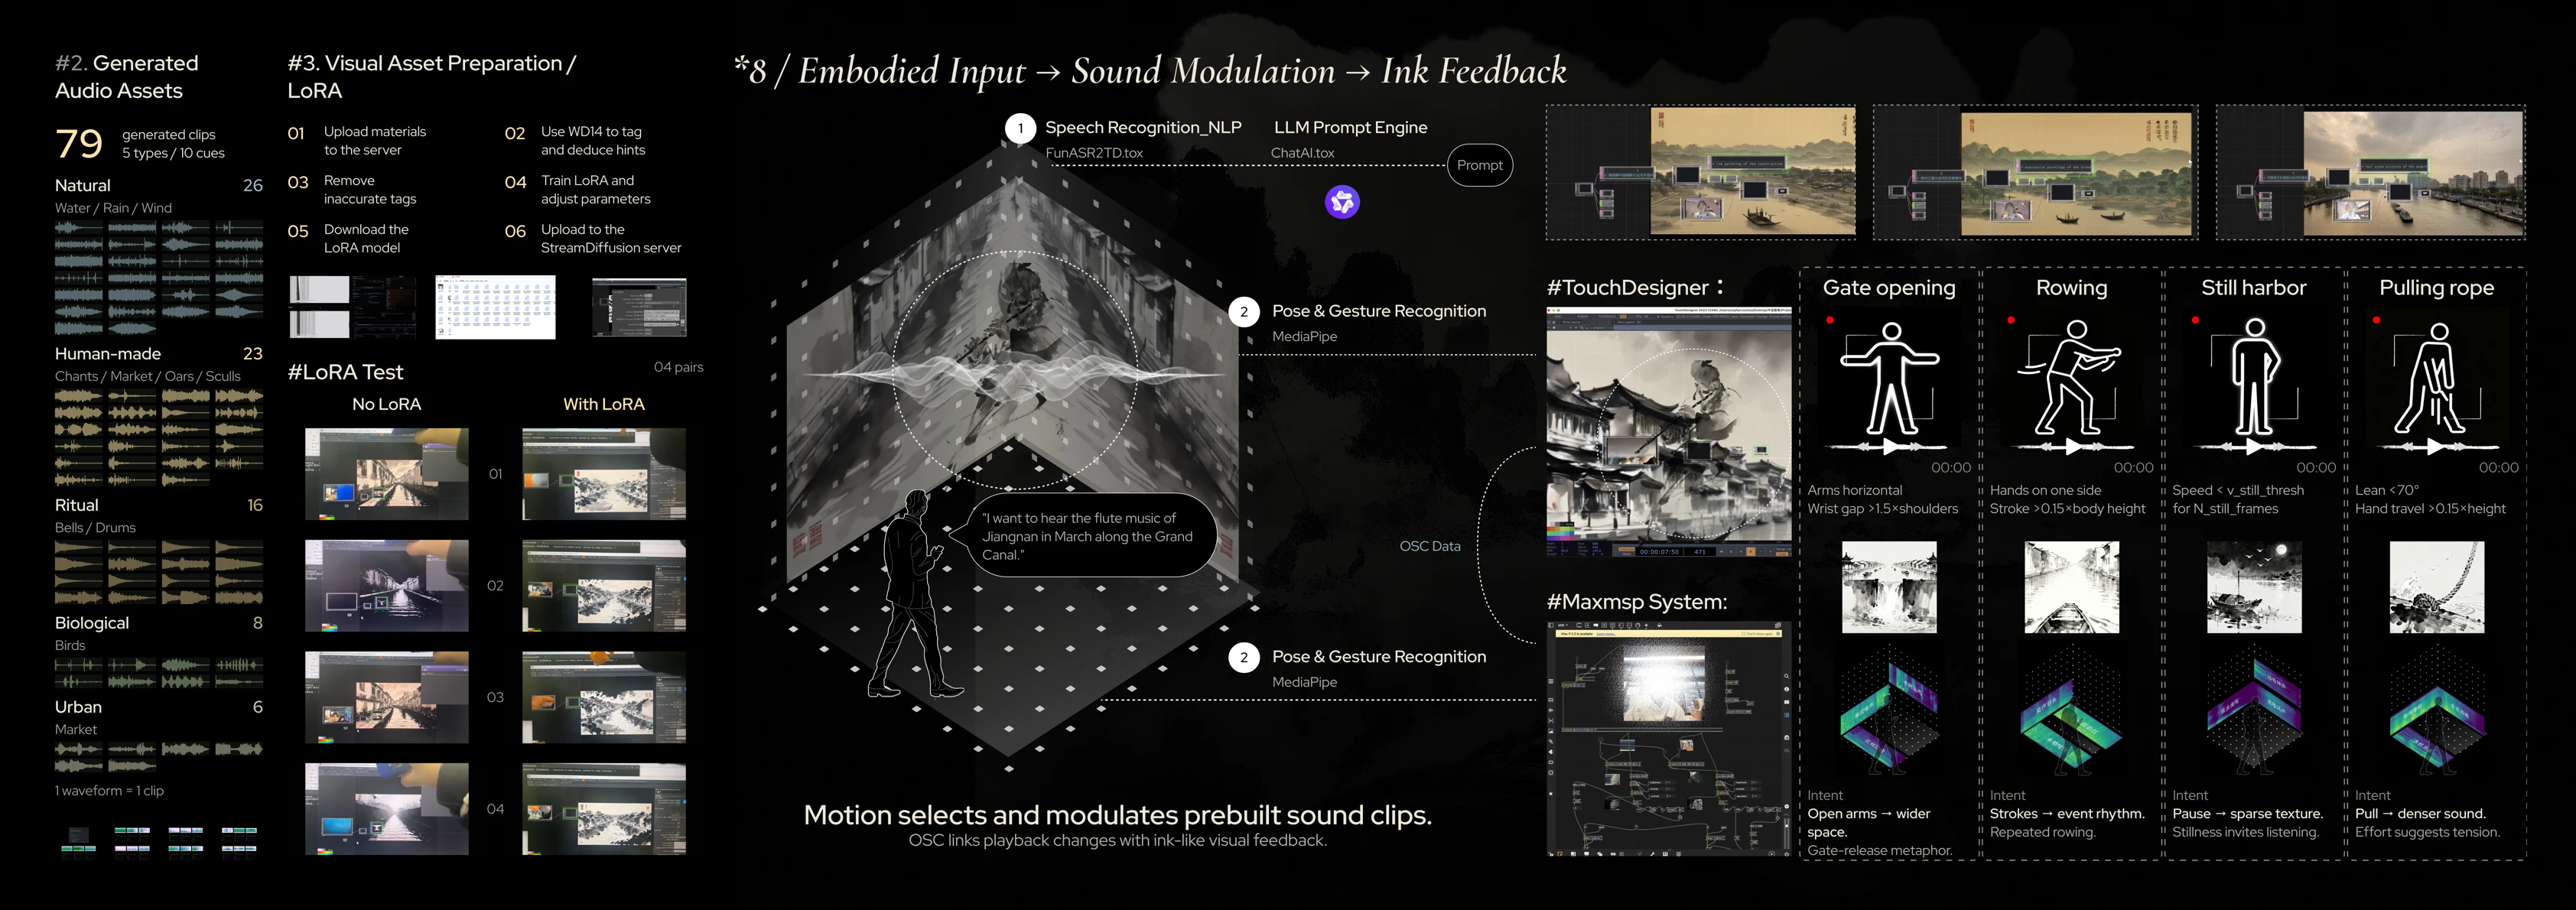 #2. Generated
Audio Assets
79
generated clips
5 types / 10 cues
Natural 26
Water / Rain / Wind
Human-made 23
Chants / Market / Oars / Sculls
Ritual 16
Bells / Drums
Biological 8
Birds
Urban 6
Market
1 waveform = 1 clip
#3. Visual Asset Preparation /
LoRA
01 Upload materials
to the server
02 Use WD14 to tag
and deduce hints
03 Remove
inaccurate tags
04 Train LoRA and
adjust parameters
05 Download the
LoRA model
06 Upload to the
StreamDiffusion server
#LoRA Test
04 pairs
No LoRA
With LoRA
01
02
03
04
*8 / Embodied Input → Sound Modulation → Ink Feedback
1
Speech Recognition_NLP
FunASR2TD.tox
LLM Prompt Engine
ChatAI.tox
Prompt
2
Pose & Gesture Recognition
MediaPipe
"I want to hear the flute music of
Jiangnan in March along the Grand
Canal."
OSC Data
2
Pose & Gesture Recognition
MediaPipe
Motion selects and modulates prebuilt sound clips.
OSC links playback changes with ink-like visual feedback.
#TouchDesigner：
00:00:07:50
471
#Maxmsp System:
Gate opening
00:00
Arms horizontal
Wrist gap >1.5×shoulders
Intent
Open arms → wider
space.
Gate-release metaphor.
Rowing
00:00
Hands on one side
Stroke >0.15×body height
Intent
Strokes → event rhythm.
Repeated rowing.
Still harbor
00:00
Speed < v_still_thresh
for N_still_frames
Intent
Pause → sparse texture.
Stillness invites listening.
Pulling rope
00:00
Lean <70°
Hand travel >0.15×height
Intent
Pull → denser sound.
Effort suggests tension.